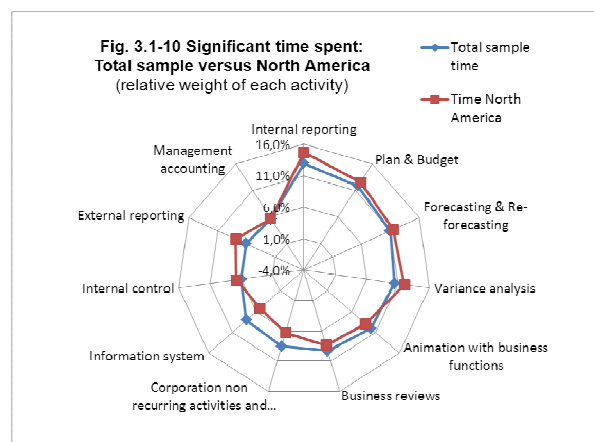 Fig. 3.1-10 Significant time spent:
Total sample versus North America
(relative weight of each activity)
Total sample
time
Time North
America
Internal reporting
Plan & Budget
Forecasting & Re-
forecasting
Variance analysis
Animation with business
functions
Business reviews
Corporation non
recurring activities and...
Information system
Internal control
External reporting
Management
accounting
16,0%
11,0%
6,0%
1,0%
-4,0%